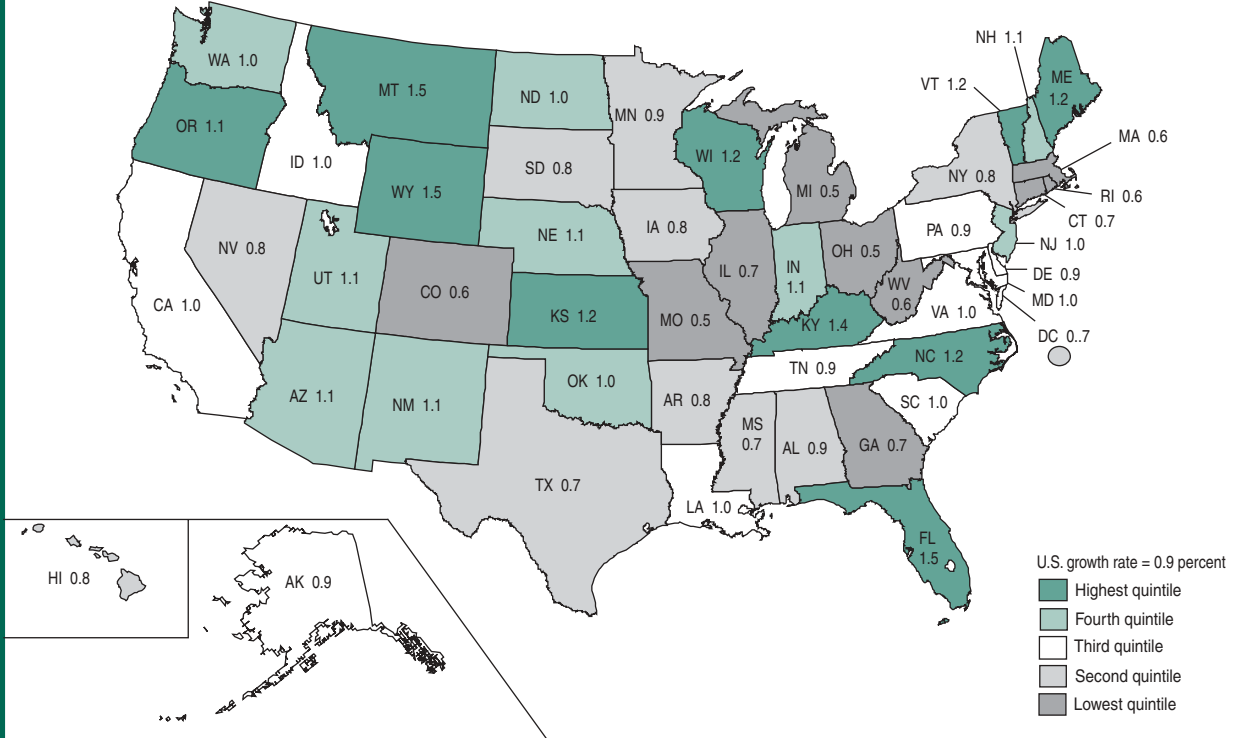 WA 1.0
MT 1.5
ND 1.0
MN 0.9
OR 1.1
ID 1.0
WY 1.5
SD 0.8
WI 1.2
MI 0.5
NY 0.8
VT 1.2
NH 1.1
ME
1.2
MA 0.6
RI 0.6
CT 0.7
NJ 1.0
PA 0.9
DE 0.9
MD 1.0
DC 0..7
NV 0.8
UT 1.1
CO 0.6
NE 1.1
IA 0.8
IL 0.7
IN
1.1
OH 0.5
WV
0.6
VA 1.0
CA 1.0
KS 1.2
MO 0.5
KY 1.4
NC 1.2
TN 0.9
SC 1.0
AZ 1.1
NM 1.1
OK 1.0
AR 0.8
MS
0.7
AL 0.9
GA 0.7
TX 0.7
LA 1.0
FL
1.5
HI 0.8
AK 0.9
U.S. growth rate = 0.9 percent
Highest quintile
Fourth quintile
Third quintile
Second quintile
Lowest quintile